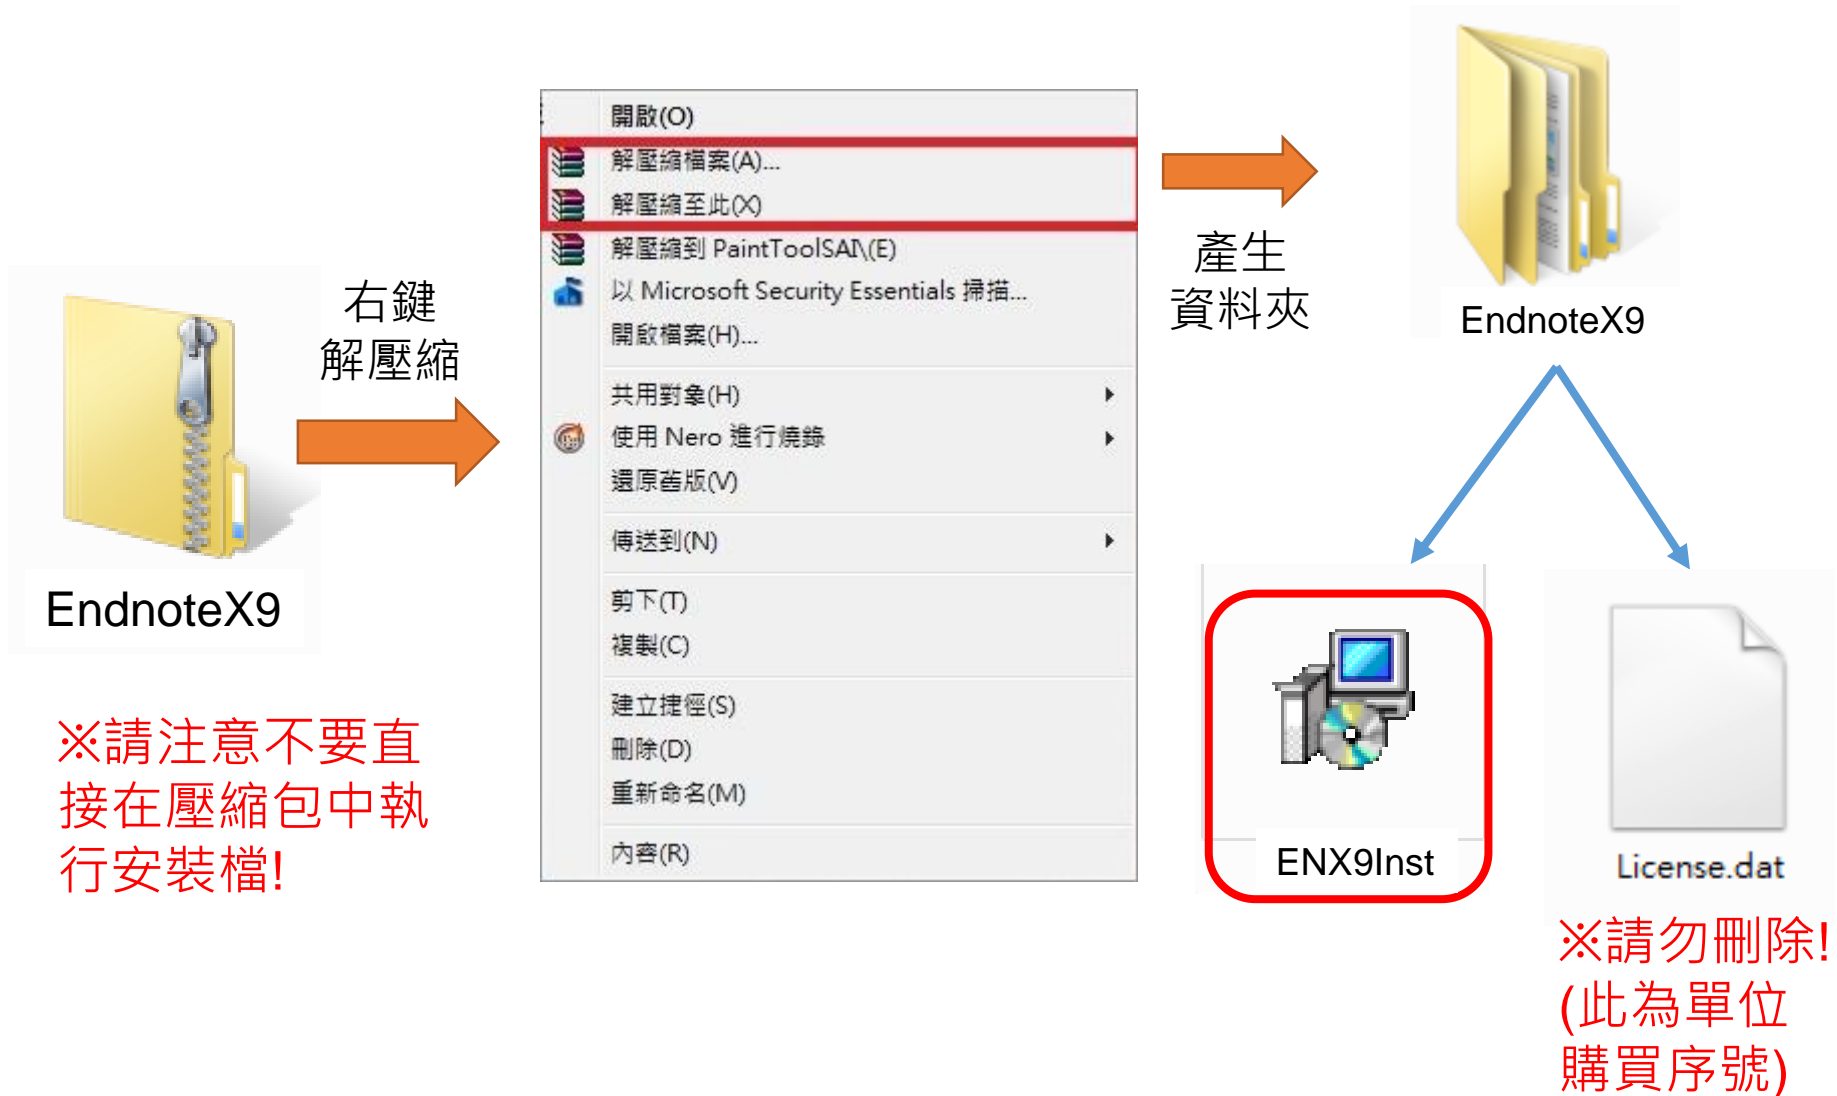 EndnoteX9
※請注意不要直
接在壓縮包中執
行安裝檔!
右鍵
解壓縮
開啟(O)
解壓縮檔案(A)...
解壓縮至此(X)
解壓縮到 PaintToolSAI\(E)
以 Microsoft Security Essentials 掃描...
開啟檔案(H)...
共用對象(H)
使用 Nero 進行燒錄
還原舊版(V)
傳送到(N)
剪下(T)
複製(C)
建立捷徑(S)
刪除(D)
重新命名(M)
內容(R)
產生
資料夾
EndnoteX9
ENX9Inst
License.dat
※請勿刪除!
(此為單位
購買序號)